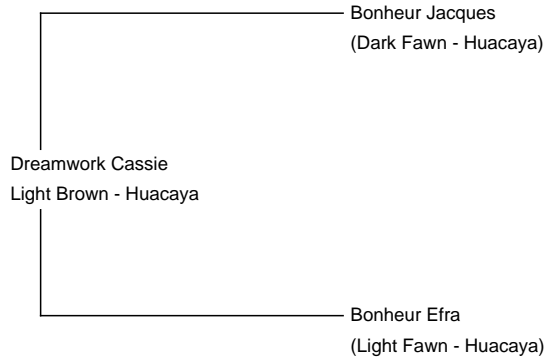 Bonheur Jacques
(Dark Fawn - Huacaya)
Dreamwork Cassie
Light Brown - Huacaya
Bonheur Efra
(Light Fawn - Huacaya)